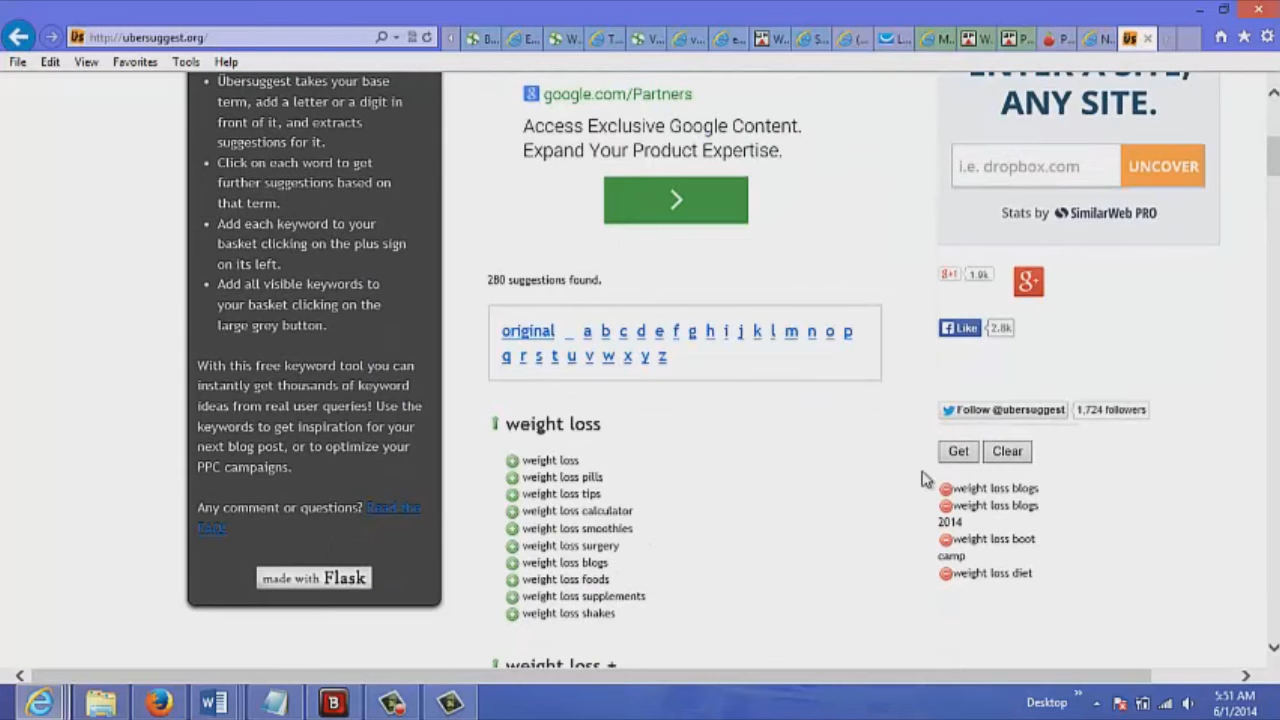 http://ubersuggest.org/
B...
E...
W...
T...
V...
v...
e...
W...
S...
(...
L...
M...
W...
P...
P...
N...
File Edit View Favorites Tools Help
Übersuggest takes your base
term, add a letter or a digit in
front of it, and extracts
suggestions for it.
Click on each word to get
further suggestions based on
that term.
Add each keyword to your
basket clicking on the plus sign
on its left.
Add all visible keywords to
your basket clicking on the
large grey button.
With this free keyword tool you can
instantly get thousands of keyword
ideas from real user queries! Use the
keywords to get inspiration for your
next blog post, or to optimize your
PPC campaigns.
Any comment or questions? Read the
FAQ!
made with Flask
google.com/Partners
Access Exclusive Google Content.
Expand Your Product Expertise.
280 suggestions found.
original _ a b c d e f g h i j k l m n o p
q r s t u v w x y z
weight loss
weight loss
weight loss pills
weight loss tips
weight loss calculator
weight loss smoothies
weight loss surgery
weight loss blogs
weight loss foods
weight loss supplements
weight loss shakes
weight loss +
ENTER A SITE,
ANY SITE.
i.e. dropbox.com UNCOVER
Stats by SimilarWeb PRO
g+1 1.9k g+
Like 2.8k
Follow @ubersuggest 1,724 followers
Get Clear
weight loss blogs
weight loss blogs
2014
weight loss boot
camp
weight loss diet
Desktop
5:51 AM
6/1/2014